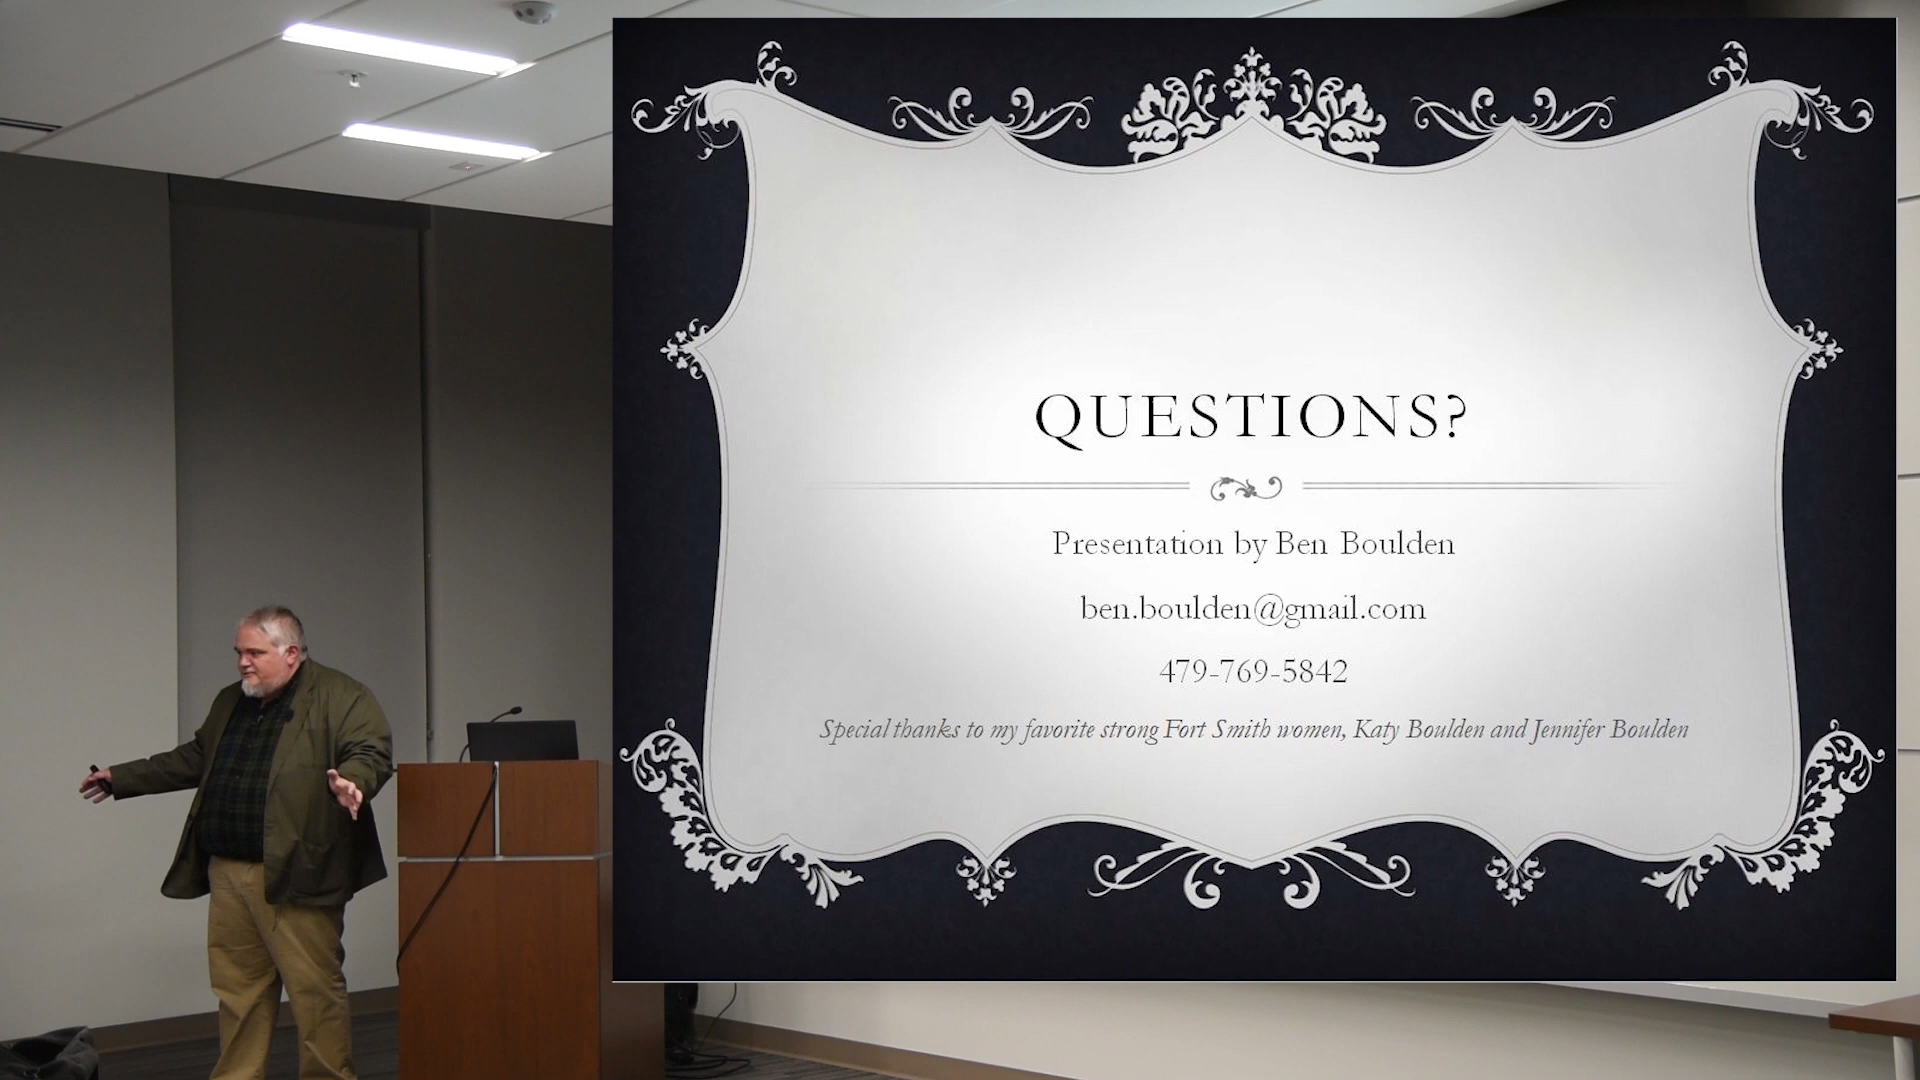 QUESTIONS?
Presentation by Ben Boulden
ben.boulden@gmail.com
479-769-5842
Special thanks to my favorite strong Fort Smith women, Katy Boulden and Jennifer Boulden